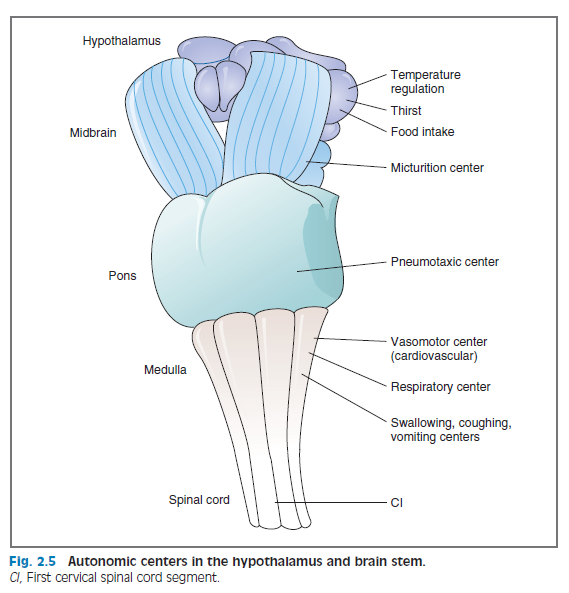 Hypothalamus
Temperature
regulation
Thirst
Food intake
Midbrain
Micturition center
Pneumotaxic center
Pons
Vasomotor center
(cardiovascular)
Medulla
Respiratory center
Swallowing, coughing,
vomiting centers
Spinal cord
CI
Fig. 2.5 Autonomic centers in the hypothalamus and brain stem.
CI, First cervical spinal cord segment.